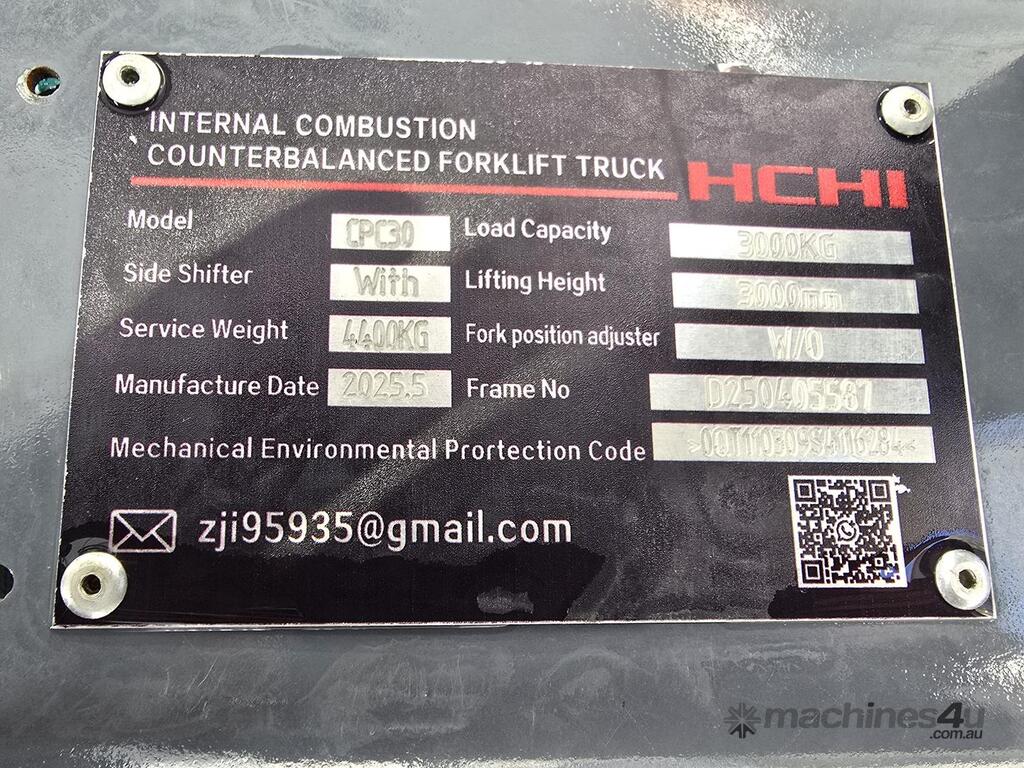 INTERNAL COMBUSTION
COUNTERBALANCED FORKLIFT TRUCK HCHI
Model CPC30 Load Capacity 3000KG
Side Shifter With Lifting Height 3000mm
Service Weight 4400KG Fork position adjuster W/O
Manufacture Date 2025.5 Frame No D250405587
Mechanical Environmental Prortection Code
zji95935@gmail.com
machines4u
.com.au